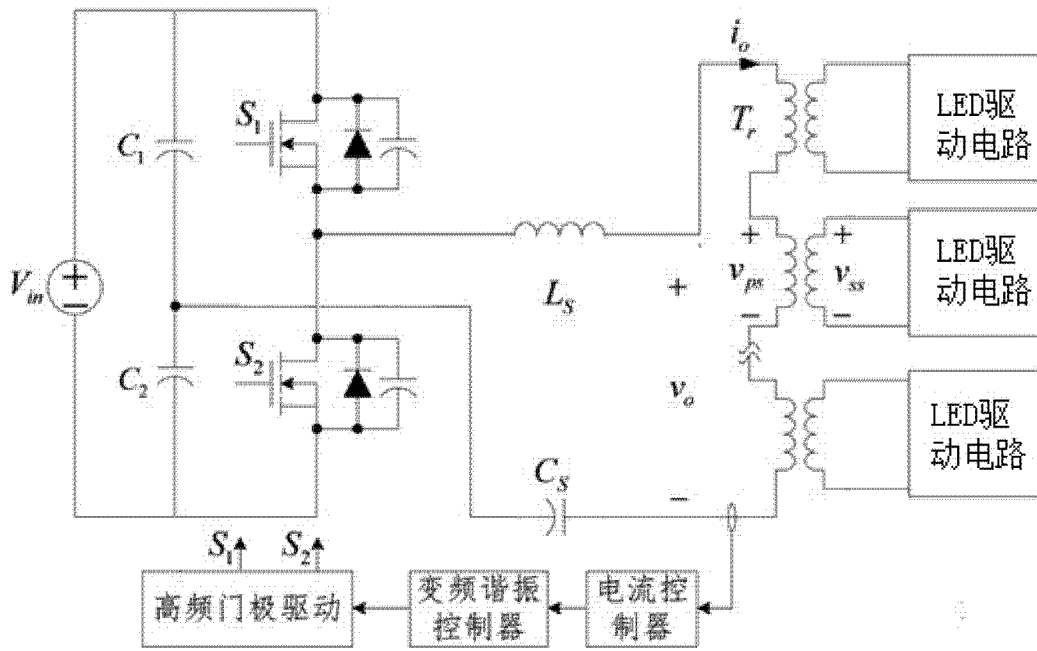 i_o
S_1
T_r
LED驱
动电路
C_1
V_in
+
−
L_S
+
+
v_ps
−
+
v_ss
−
LED驱
动电路
C_2
S_2
v_o
LED驱
动电路
C_S
−
S_1
S_2
高频门极驱动
变频谐振
控制器
电流控
制器